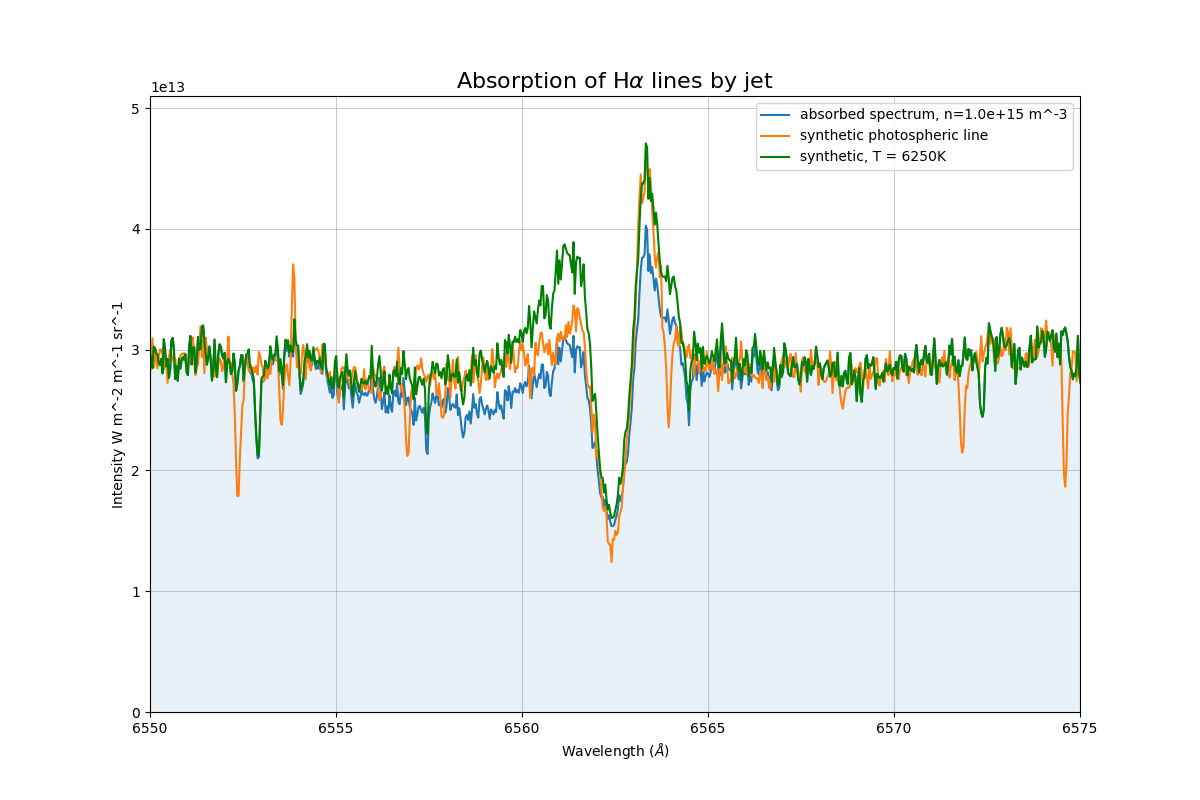 Absorption of Hα lines by jet
1e13
absorbed spectrum, n=1.0e+15 m^-3
synthetic photospheric line
synthetic, T = 6250K
5
4
3
2
1
0
Intensity W m^-2 m^-1 sr^-1
6550 6555 6560 6565 6570 6575
Wavelength (Å)